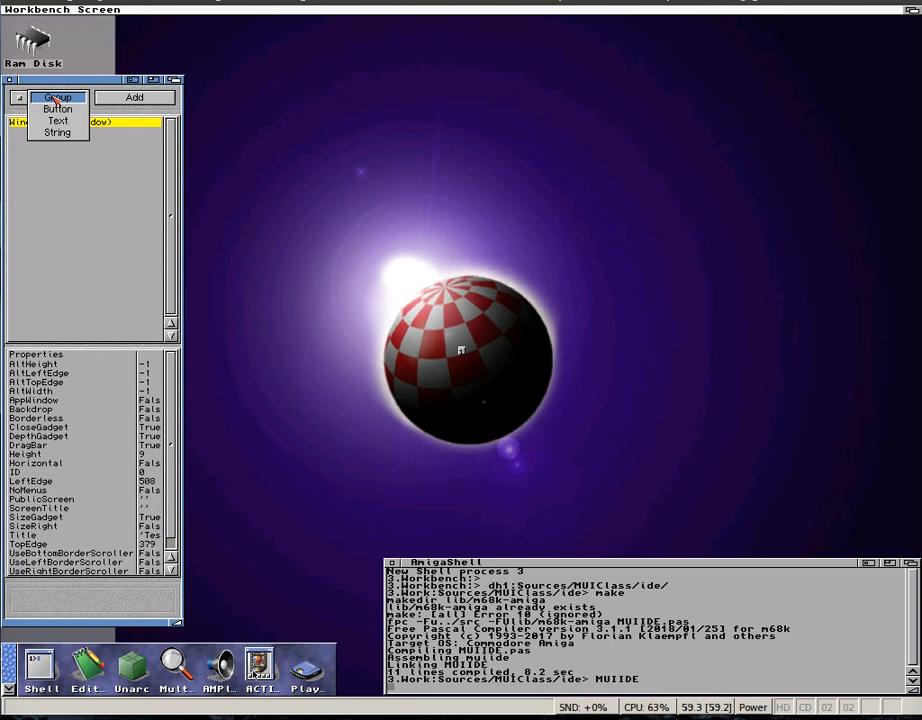 Workbench Screen
Ram Disk
Group
Add
Button
Text
String
Properties
AltHeight -1
AltLeftEdge -1
AltTopEdge -1
AltWidth -1
AppWindow Fals
Backdrop Fals
Borderless Fals
CloseGadget True
DepthGadget True
DragBar True
Height 9
Horizontal Fals
ID 0
LeftEdge 508
NoMenus Fals
PublicScreen ''
ScreenTitle ''
SizeGadget True
SizeRight Fals
Title 'Tes
TopEdge 379
UseBottomBorderScroller Fals
UseLeftBorderScroller Fals
UseRightBorderScroller Fals
AmigaShell
New Shell process 3
3.Workbench:>
3.Workbench:> dh1:Sources/MUIClass/ide/
3.Work:Sources/MUIClass/ide> make
makedir lib/m68k-amiga
lib/m68k-amiga already exists
make: [all] Error 10 (ignored)
fpc -Fu../src -FUlib/m68k-amiga MUIIDE.pas
Free Pascal Compiler version 3.1.1 [2018/01/25] for m68k
Copyright (c) 1993-2017 by Florian Klaempfl and others
Target OS: Commodore Amiga
Compiling MUIIDE.pas
Assembling muiide
Linking MUIIDE
11 lines compiled, 8.2 sec
3.Work:Sources/MUIClass/ide> MUIIDE
Shell Edit.. Unarc Mult.. AMPl.. ACTI.. Play..
SND: +0% CPU: 63% 59.3 [59.2] Power HD CD 02 02